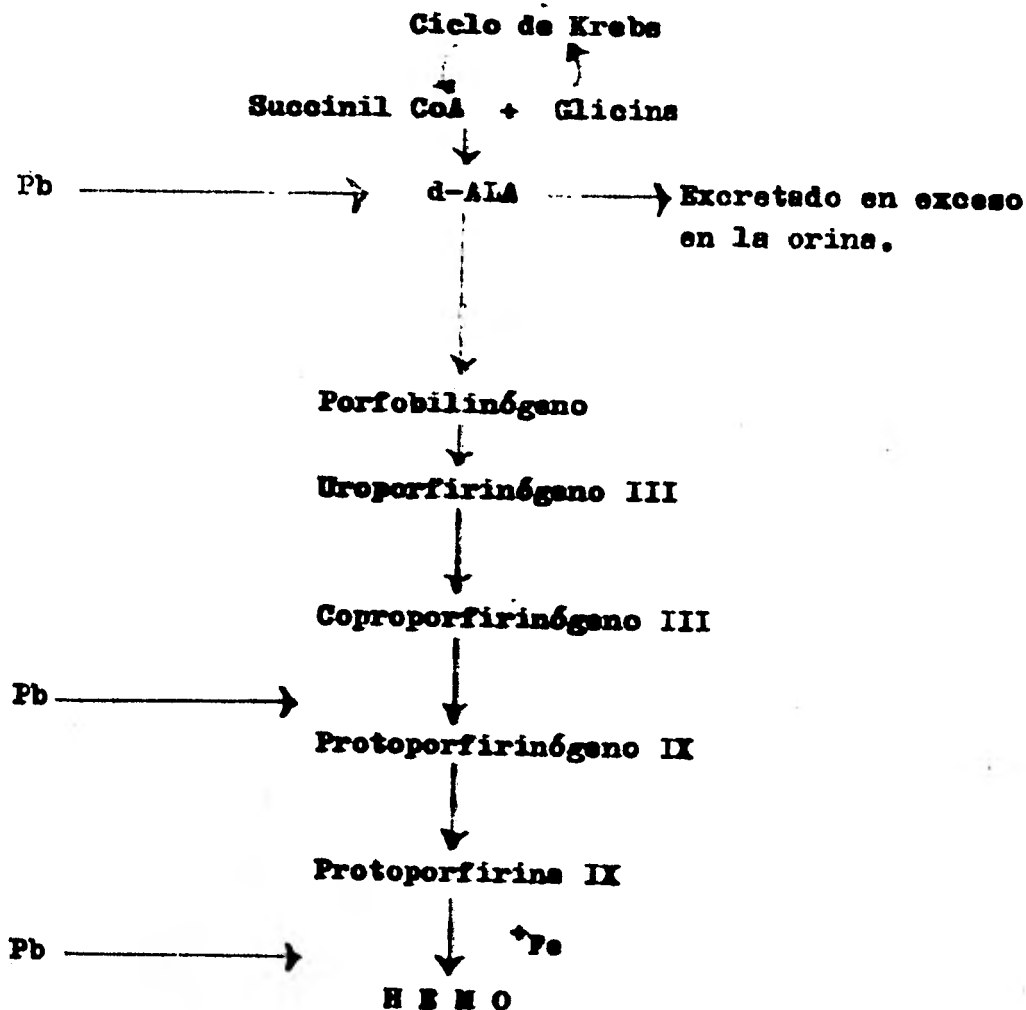 Ciclo de Krebs
Succinil CoA + Glicina
Pb d-ALA Excretado en exceso
en la orina.
Porfobilinógeno
Uroporfirinógeno III
Coproporfirinógeno III
Pb
Protoporfirinógeno IX
Protoporfirina IX
+Fe
Pb
H E M O